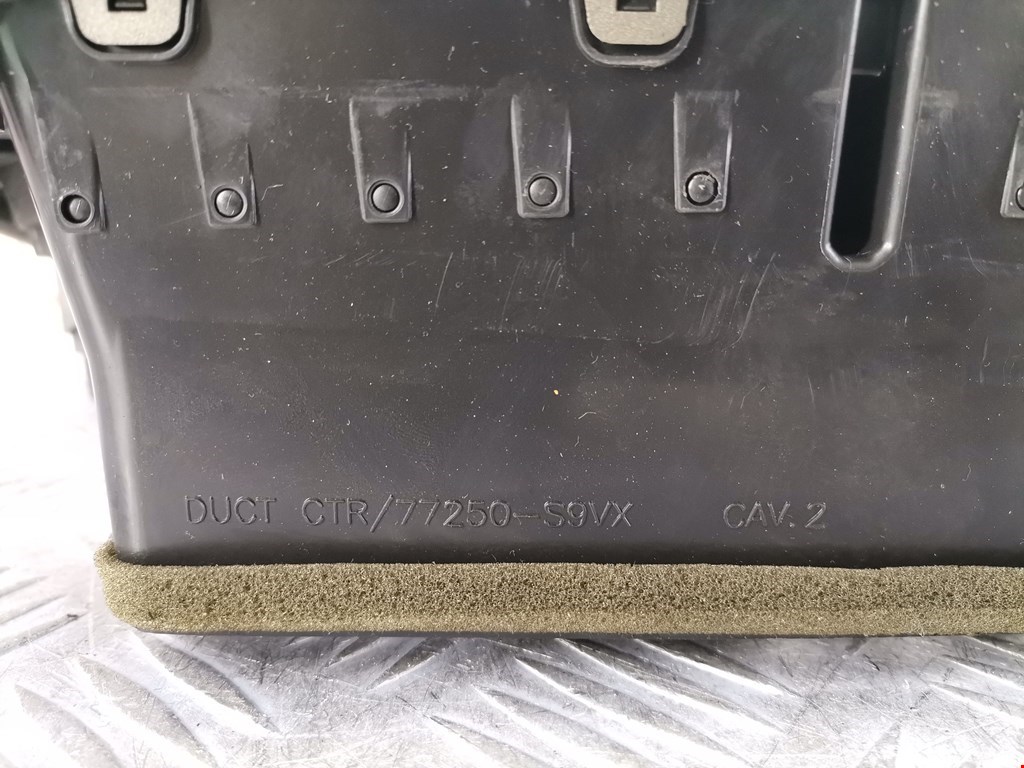 DUCT CTR/77250-S9VX CAV. 2